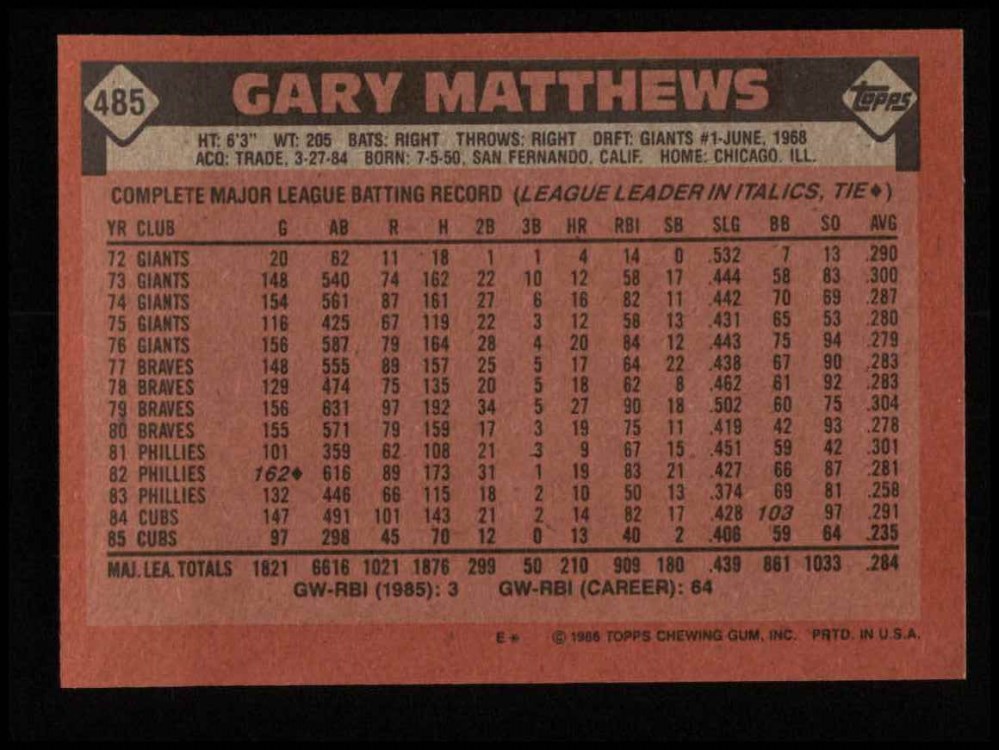 485 GARY MATTHEWS topps
HT: 6'3" WT: 205 BATS: RIGHT THROWS: RIGHT DRFT: GIANTS #1-JUNE, 1968
ACQ: TRADE, 3-27-84 BORN: 7-5-50, SAN FERNANDO, CALIF. HOME: CHICAGO, ILL.
COMPLETE MAJOR LEAGUE BATTING RECORD (LEAGUE LEADER IN ITALICS, TIE♦)
YR CLUB G AB R H 2B 3B HR RBI SB SLG BB SO AVG
72 GIANTS 20 62 11 18 1 1 4 14 0 .532 7 13 .290
73 GIANTS 148 540 74 162 22 10 12 58 17 .444 58 83 .300
74 GIANTS 154 561 87 161 27 6 16 82 11 .442 70 69 .287
75 GIANTS 116 425 67 119 22 3 12 58 13 .431 65 53 .280
76 GIANTS 156 587 79 164 28 4 20 84 12 .443 75 94 .279
77 BRAVES 148 555 89 157 25 5 17 64 22 .438 67 90 .283
78 BRAVES 129 474 75 135 20 5 18 62 8 .462 61 92 .283
79 BRAVES 156 631 97 192 34 5 27 90 18 .502 60 75 .304
80 BRAVES 155 571 79 159 17 3 19 75 11 .419 42 93 .278
81 PHILLIES 101 359 62 108 21 3 9 67 15 .451 59 42 .301
82 PHILLIES 162♦ 616 89 173 31 1 19 83 21 .427 66 87 .281
83 PHILLIES 132 446 66 115 18 2 10 50 13 .374 69 81 .258
84 CUBS 147 491 101 143 21 2 14 82 17 .428 103 97 .291
85 CUBS 97 298 45 70 12 0 13 40 2 .406 59 64 .235
MAJ. LEA. TOTALS 1821 6616 1021 1876 299 50 210 909 180 .439 861 1033 .284
GW-RBI (1985): 3 GW-RBI (CAREER): 64
E* © 1986 TOPPS CHEWING GUM, INC. PRTD. IN U.S.A.